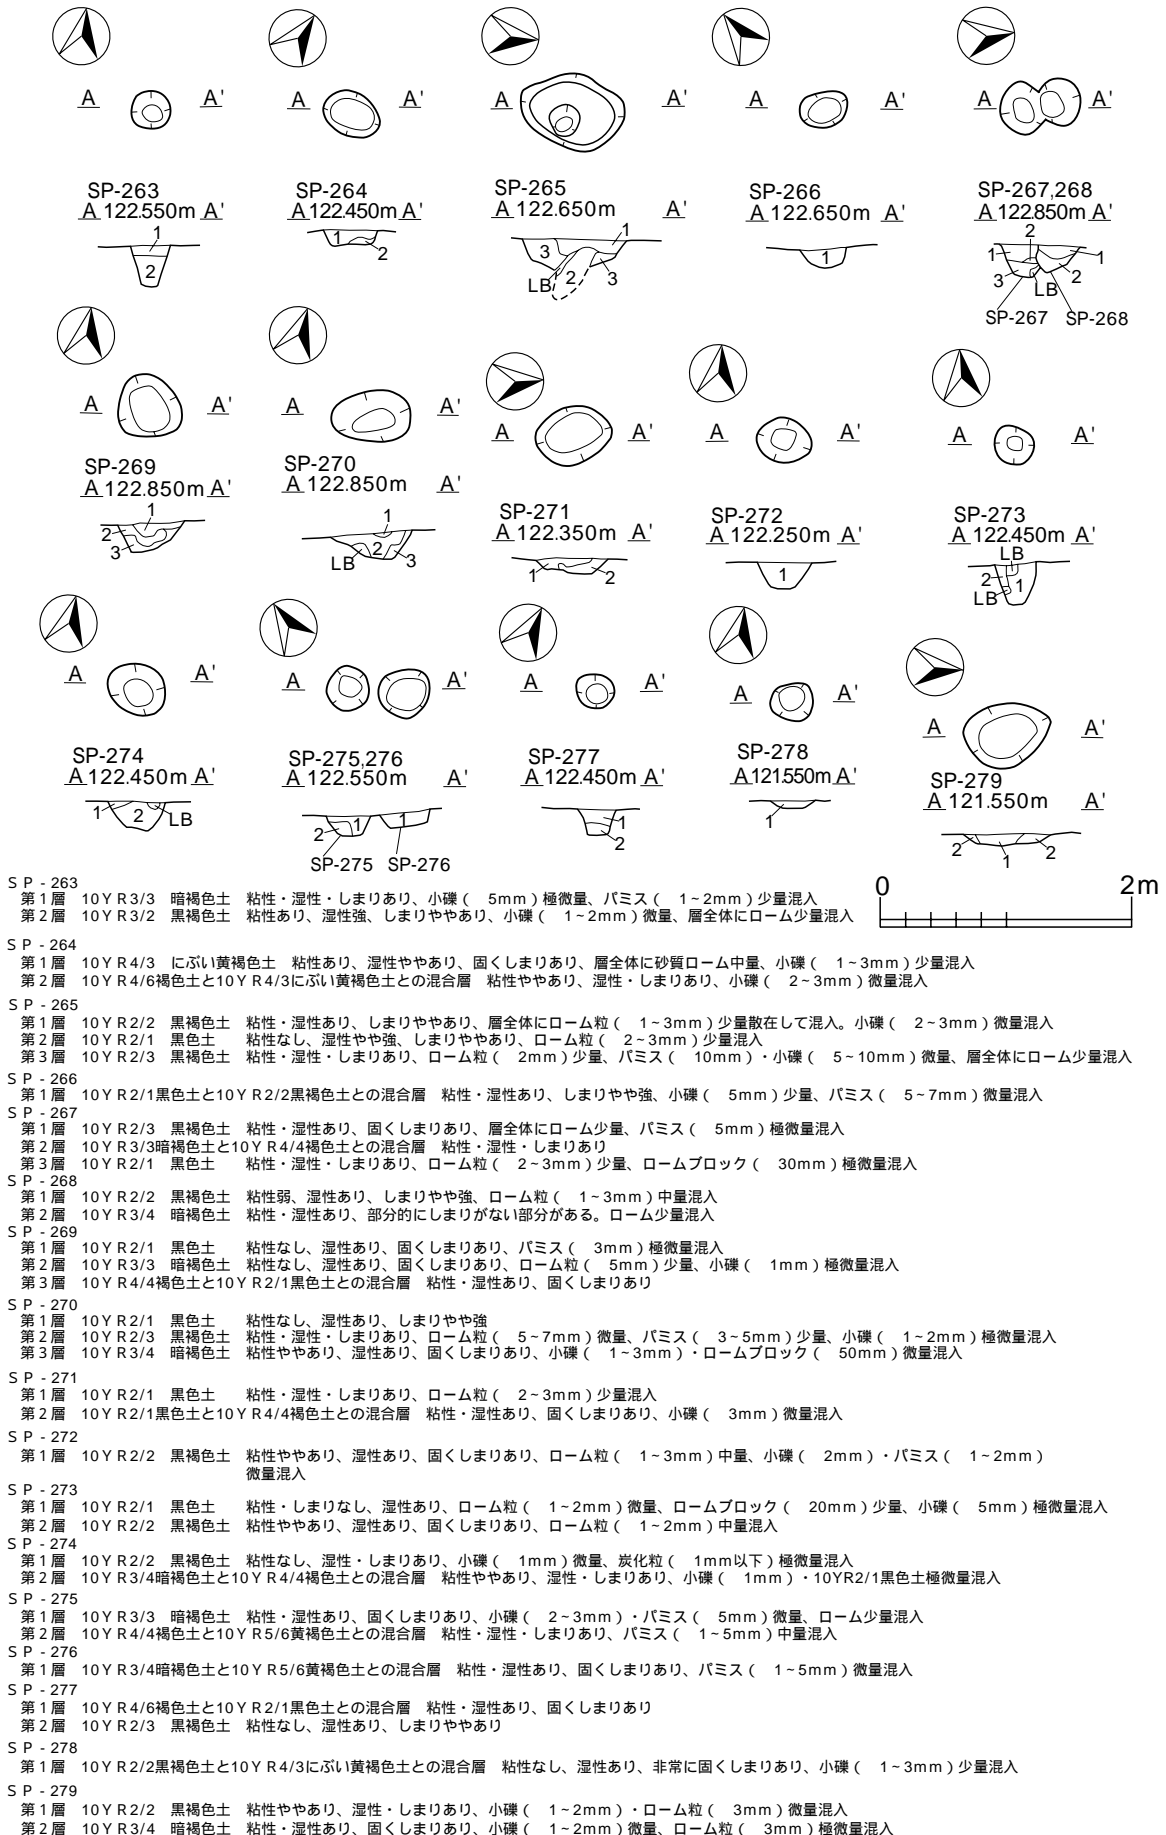 A A' A A' A A' A A' A A'
SP-263 SP-264 SP-265 SP-266 SP-267,268
A 122.550m A' A 122.450m A' A 122.650m A' A 122.650m A' A 122.850m A'
1 2
1 2
1 3 2 LB 3
1
2 1 1 3 2 LB
SP-267 SP-268
A A' A A' A A' A A' A A'
SP-269 SP-270 SP-271 SP-272 SP-273
A 122.850m A' A 122.850m A' A 122.350m A' A 122.250m A' A 122.450m A'
1 2 3
1 2 LB 3
1 2
1
LB 2 1 LB
A A' A A' A A' A A' A A'
SP-274 SP-275,276 SP-277 SP-278 SP-279
A 122.450m A' A 122.550m A' A 122.450m A' A 121.550m A' A 121.550m A'
1 2 LB
2 1 1
SP-275 SP-276
1 2
1
2 1 2
0 2m
SP-263
第1層 10YR3/3 暗褐色土 粘性・湿性・しまりあり、小礫( 5mm)極微量、パミス( 1~2mm)少量混入
第2層 10YR3/2 黒褐色土 粘性あり、湿性強、しまりややあり、小礫( 1~2mm)微量、層全体にローム少量混入
SP-264
第1層 10YR4/3 にぶい黄褐色土 粘性あり、湿性ややあり、固くしまりあり、層全体に砂質ローム中量、小礫( 1~3mm)少量混入
第2層 10YR4/6褐色土と10YR4/3にぶい黄褐色土との混合層 粘性ややあり、湿性・しまりあり、小礫( 2~3mm)微量混入
SP-265
第1層 10YR2/2 黒褐色土 粘性・湿性あり、しまりややあり、層全体にローム粒( 1~3mm)少量散在して混入。小礫( 2~3mm)微量混入
第2層 10YR2/1 黒色土 粘性なし、湿性やや強、しまりややあり、ローム粒( 2~3mm)少量混入
第3層 10YR2/3 黒褐色土 粘性・湿性・しまりあり、ローム粒( 2mm)少量、パミス( 10mm)・小礫( 5~10mm)微量、層全体にローム少量混入
SP-266
第1層 10YR2/1黒色土と10YR2/2黒褐色土との混合層 粘性・湿性あり、しまりやや強、小礫( 5mm)少量、パミス( 5~7mm)微量混入
SP-267
第1層 10YR2/3 黒褐色土 粘性・湿性あり、固くしまりあり、層全体にローム少量、パミス( 5mm)極微量混入
第2層 10YR3/3暗褐色土と10YR4/4褐色土との混合層 粘性・湿性・しまりあり
第3層 10YR2/1 黒色土 粘性・湿性・しまりあり、ローム粒( 2~3mm)少量、ロームブロック( 30mm)極微量混入
SP-268
第1層 10YR2/2 黒褐色土 粘性弱、湿性あり、しまりやや強、ローム粒( 1~3mm)中量混入
第2層 10YR3/4 暗褐色土 粘性・湿性あり、部分的にしまりがない部分がある。ローム少量混入
SP-269
第1層 10YR2/1 黒色土 粘性なし、湿性あり、固くしまりあり、パミス( 3mm)極微量混入
第2層 10YR3/3 暗褐色土 粘性なし、湿性あり、固くしまりあり、ローム粒( 5mm)少量、小礫( 1mm)極微量混入
第3層 10YR4/4褐色土と10YR2/1黒色土との混合層 粘性・湿性あり、固くしまりあり
SP-270
第1層 10YR2/1 黒色土 粘性なし、湿性あり、しまりやや強
第2層 10YR2/3 黒褐色土 粘性・湿性・しまりあり、ローム粒( 5~7mm)微量、パミス( 3~5mm)少量、小礫( 1~2mm)極微量混入
第3層 10YR3/4 暗褐色土 粘性ややあり、湿性あり、固くしまりあり、小礫( 1~3mm)・ロームブロック( 50mm)微量混入
SP-271
第1層 10YR2/1 黒色土 粘性・湿性・しまりあり、ローム粒( 2~3mm)少量混入
第2層 10YR2/1黒色土と10YR4/4褐色土との混合層 粘性・湿性あり、固くしまりあり、小礫( 3mm)微量混入
SP-272
第1層 10YR2/2 黒褐色土 粘性ややあり、湿性あり、固くしまりあり、ローム粒( 1~3mm)中量、小礫( 2mm)・パミス( 1~2mm)
微量混入
SP-273
第1層 10YR2/1 黒色土 粘性・しまりなし、湿性あり、ローム粒( 1~2mm)微量、ロームブロック( 20mm)少量、小礫( 5mm)極微量混入
第2層 10YR2/2 黒褐色土 粘性ややあり、湿性あり、固くしまりあり、ローム粒( 1~2mm)中量混入
SP-274
第1層 10YR2/2 黒褐色土 粘性なし、湿性・しまりあり、小礫( 1mm)微量、炭化粒( 1mm以下)極微量混入
第2層 10YR3/4暗褐色土と10YR4/4褐色土との混合層 粘性ややあり、湿性・しまりあり、小礫( 1mm)・10YR2/1黒色土極微量混入
SP-275
第1層 10YR3/3 暗褐色土 粘性・湿性あり、固くしまりあり、小礫( 2~3mm)・パミス( 5mm)微量、ローム少量混入
第2層 10YR4/4褐色土と10YR5/6黄褐色土との混合層 粘性・湿性・しまりあり、パミス( 1~5mm)中量混入
SP-276
第1層 10YR3/4暗褐色土と10YR5/6黄褐色土との混合層 粘性・湿性あり、固くしまりあり、パミス( 1~5mm)微量混入
SP-277
第1層 10YR4/6褐色土と10YR2/1黒色土との混合層 粘性・湿性あり、固くしまりあり
第2層 10YR2/3 黒褐色土 粘性なし、湿性あり、しまりややあり
SP-278
第1層 10YR2/2黒褐色土と10YR4/3にぶい黄褐色土との混合層 粘性なし、湿性あり、非常に固くしまりあり、小礫( 1~3mm)少量混入
SP-279
第1層 10YR2/2 黒褐色土 粘性ややあり、湿性・しまりあり、小礫( 1~2mm)・ローム粒( 3mm)微量混入
第2層 10YR3/4 暗褐色土 粘性・湿性あり、固くしまりあり、小礫( 1~2mm)微量、ローム粒( 3mm)極微量混入